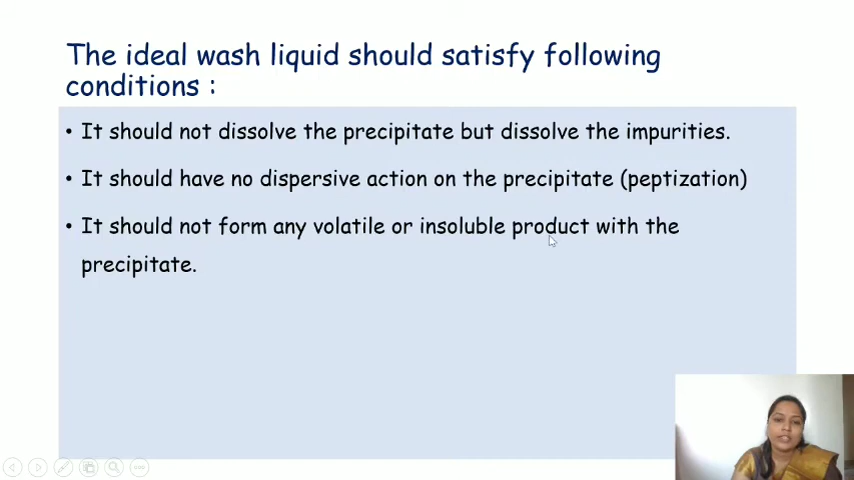 The ideal wash liquid should satisfy following
conditions :
• It should not dissolve the precipitate but dissolve the impurities.
• It should have no dispersive action on the precipitate (peptization)
• It should not form any volatile or insoluble product with the
precipitate.